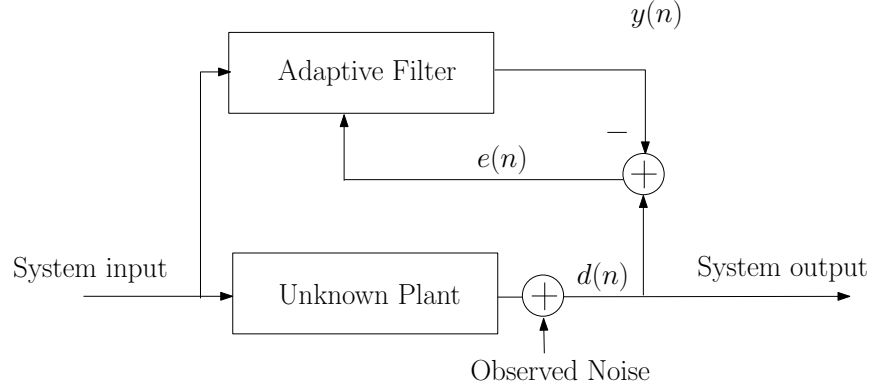 y(n)
Adaptive Filter
−
e(n)
+
System input
Unknown Plant
+
d(n)
System output
Observed Noise